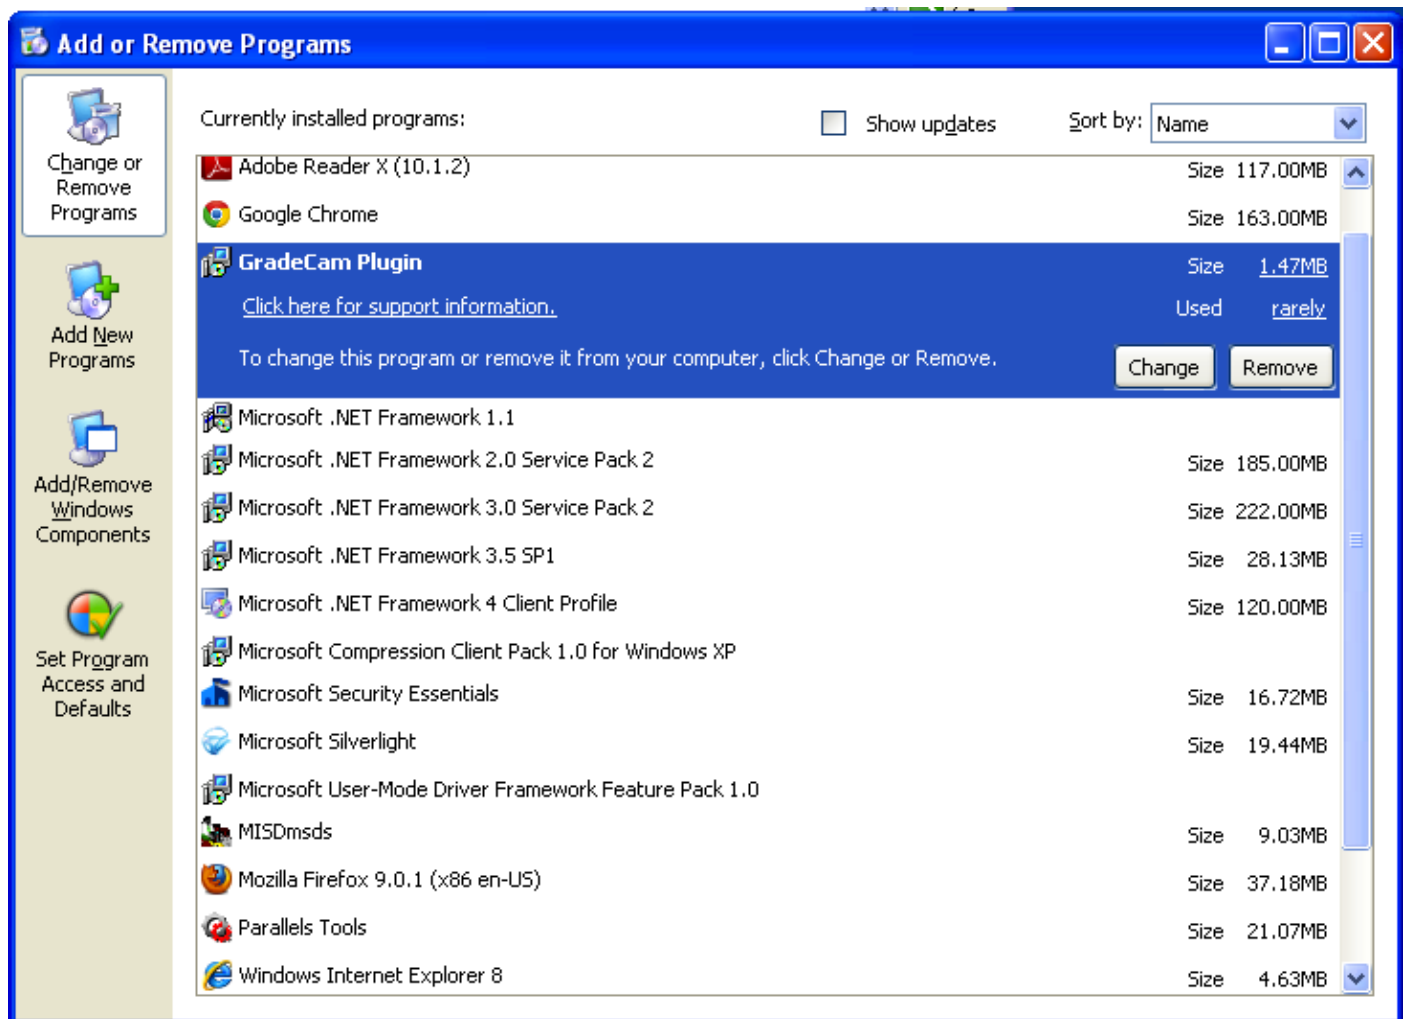 Add or Remove Programs
Change or
Remove
Programs
Add New
Programs
Add/Remove
Windows
Components
Set Program
Access and
Defaults
Currently installed programs:
Show updates
Sort by: Name
Adobe Reader X (10.1.2) Size 117.00MB
Google Chrome Size 163.00MB
GradeCam Plugin Size 1.47MB
Click here for support information. Used rarely
To change this program or remove it from your computer, click Change or Remove. Change Remove
Microsoft .NET Framework 1.1
Microsoft .NET Framework 2.0 Service Pack 2 Size 185.00MB
Microsoft .NET Framework 3.0 Service Pack 2 Size 222.00MB
Microsoft .NET Framework 3.5 SP1 Size 28.13MB
Microsoft .NET Framework 4 Client Profile Size 120.00MB
Microsoft Compression Client Pack 1.0 for Windows XP
Microsoft Security Essentials Size 16.72MB
Microsoft Silverlight Size 19.44MB
Microsoft User-Mode Driver Framework Feature Pack 1.0
MISDmsds Size 9.03MB
Mozilla Firefox 9.0.1 (x86 en-US) Size 37.18MB
Parallels Tools Size 21.07MB
Windows Internet Explorer 8 Size 4.63MB